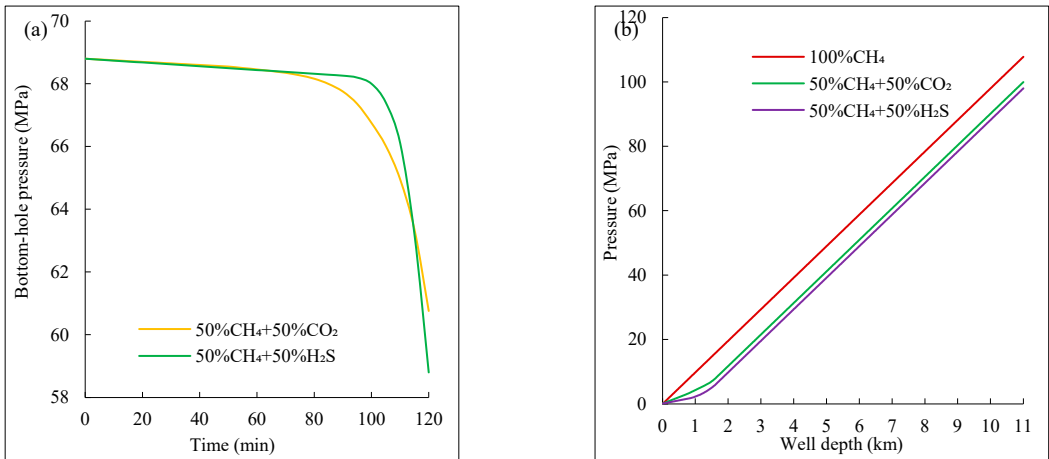 (a)
Bottom-hole pressure (MPa)
70
68
66
64
62
60
58
50%CH₄+50%CO₂
50%CH₄+50%H₂S
0 20 40 60 80 100 120
Time (min)
(b)
Pressure (MPa)
120
100
80
60
40
20
0
100%CH₄
50%CH₄+50%CO₂
50%CH₄+50%H₂S
0 1 2 3 4 5 6 7 8 9 10 11
Well depth (km)